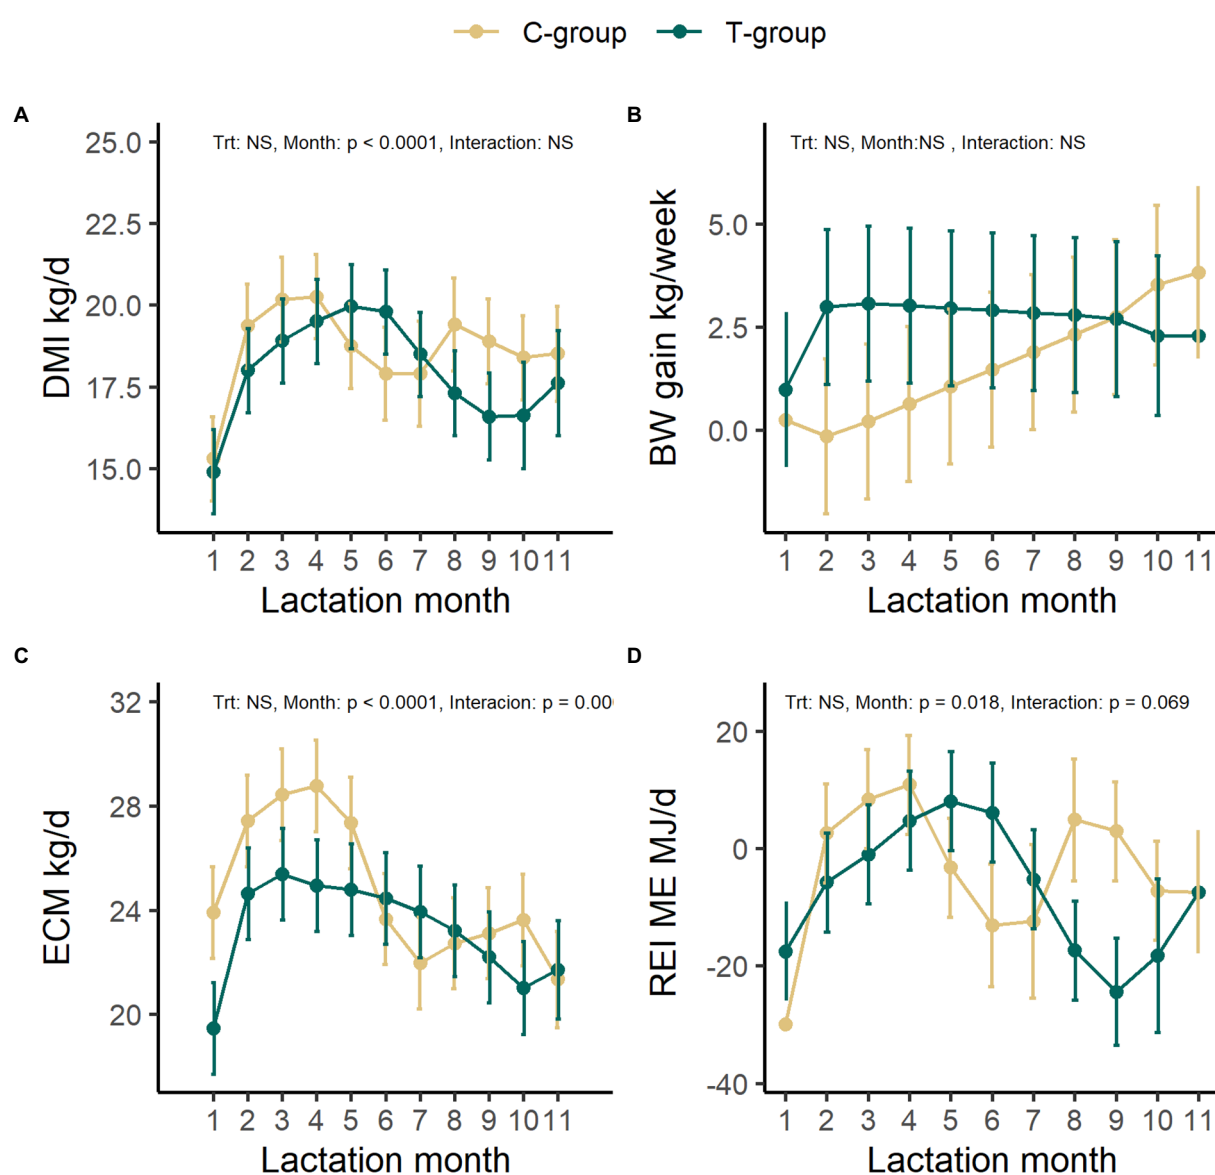 C-group T-group
A
Trt: NS, Month: p < 0.0001, Interaction: NS
25.0
22.5
20.0
17.5
15.0
DMI kg/d
1 2 3 4 5 6 7 8 9 10 11
Lactation month
B
Trt: NS, Month:NS , Interaction: NS
5.0
2.5
0.0
BW gain kg/week
1 2 3 4 5 6 7 8 9 10 11
Lactation month
C
Trt: NS, Month: p < 0.0001, Interacion: p = 0.00
32
28
24
20
ECM kg/d
1 2 3 4 5 6 7 8 9 10 11
Lactation month
D
Trt: NS, Month: p = 0.018, Interaction: p = 0.069
20
0
-20
-40
REI ME MJ/d
1 2 3 4 5 6 7 8 9 10 11
Lactation month